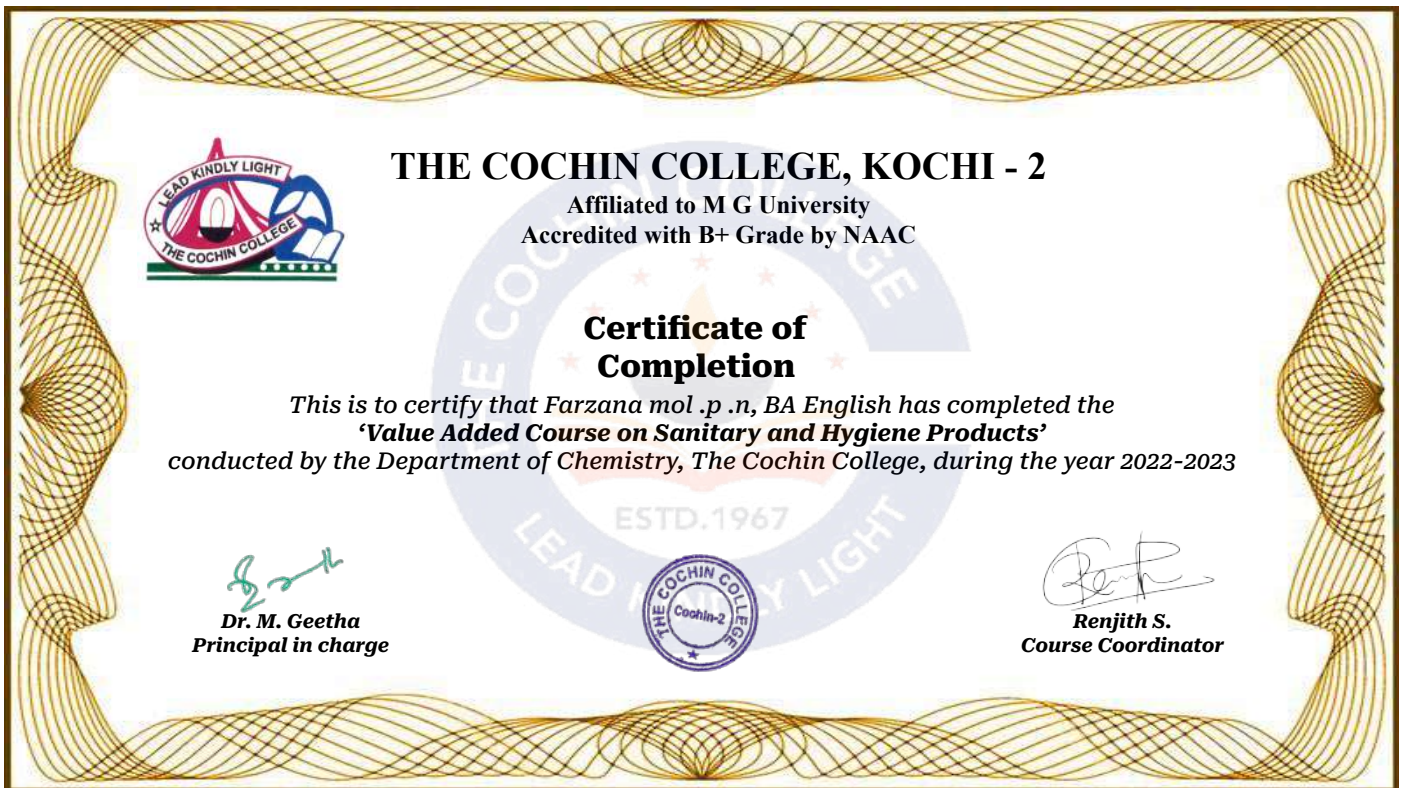 LEAD KINDLY LIGHT
THE COCHIN COLLEGE
THE COCHIN COLLEGE, KOCHI - 2
Affiliated to M G University
Accredited with B+ Grade by NAAC
THE COCHIN COLLEGE
Certificate of
Completion
This is to certify that Farzana mol .p .n, BA English has completed the
‘Value Added Course on Sanitary and Hygiene Products’
conducted by the Department of Chemistry, The Cochin College, during the year 2022-2023
ESTD.1967
LEAD KINDLY LIGHT
THE COCHIN COLLEGE
Cochin-2
Dr. M. Geetha
Principal in charge
Renjith S.
Course Coordinator